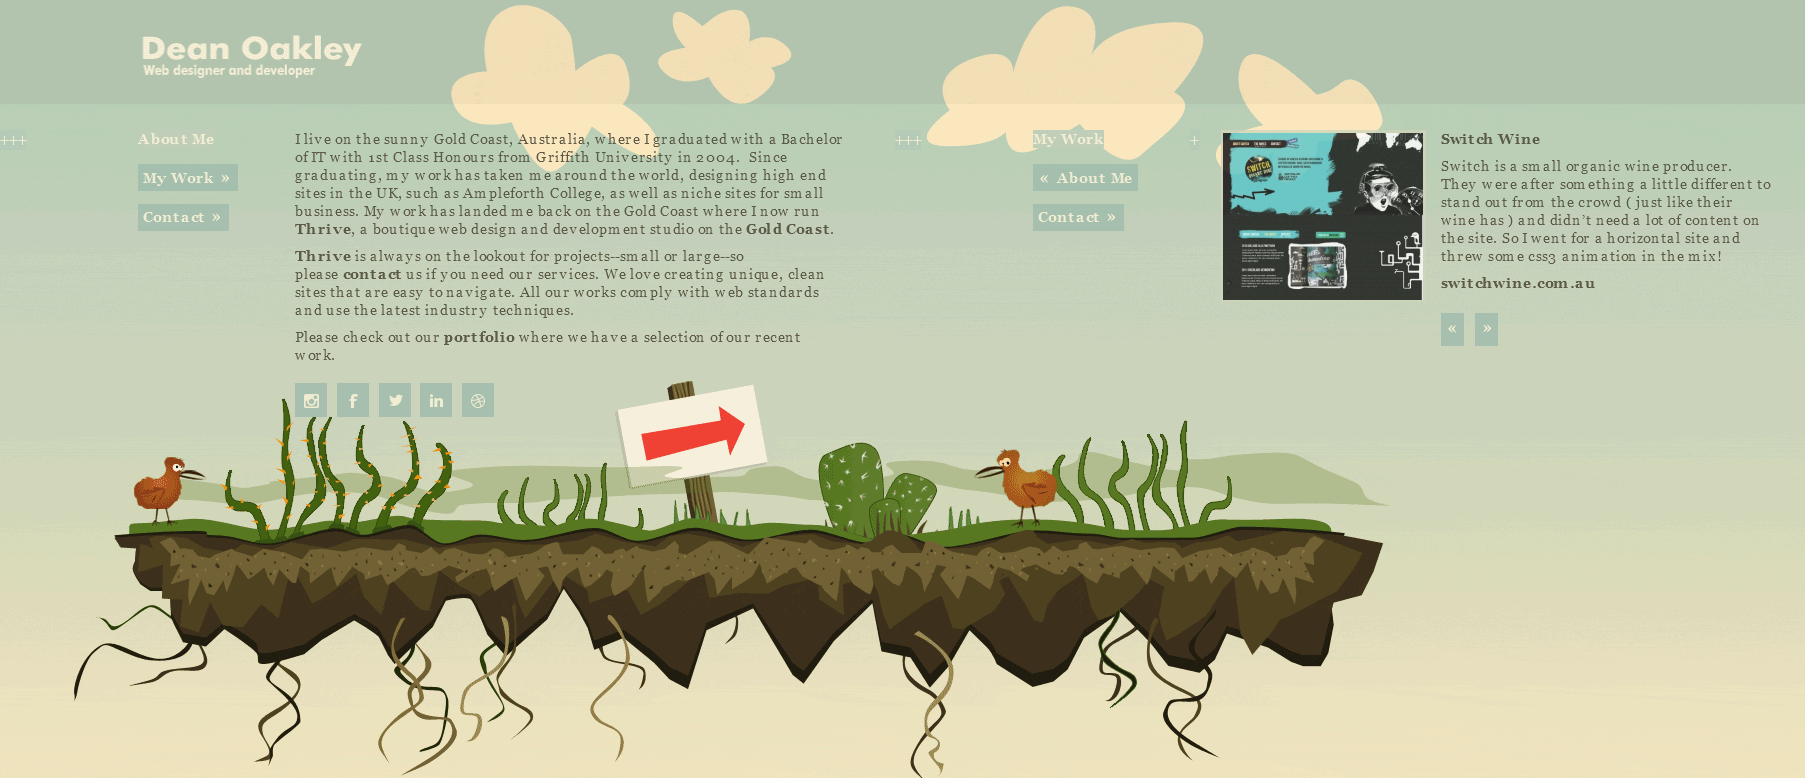 Dean Oakley
Web designer and developer
+++
About Me
My Work »
Contact »
I live on the sunny Gold Coast, Australia, where I graduated with a Bachelor
of IT with 1st Class Honours from Griffith University in 2004.  Since
graduating, my work has taken me around the world, designing high end
sites in the UK, such as Ampleforth College, as well as niche sites for small
business. My work has landed me back on the Gold Coast where I now run
Thrive, a boutique web design and development studio on the Gold Coast.
Thrive is always on the lookout for projects--small or large--so
please contact us if you need our services. We love creating unique, clean
sites that are easy to navigate. All our works comply with web standards
and use the latest industry techniques.
Please check out our portfolio where we have a selection of our recent
work.
+++
My Work
« About Me
Contact »
+
SWITCH
Switch Wine
Switch is a small organic wine producer.
They were after something a little different to
stand out from the crowd ( just like their
wine has ) and didn't need a lot of content on
the site. So I went for a horizontal site and
threw some css3 animation in the mix!
switchwine.com.au
« »